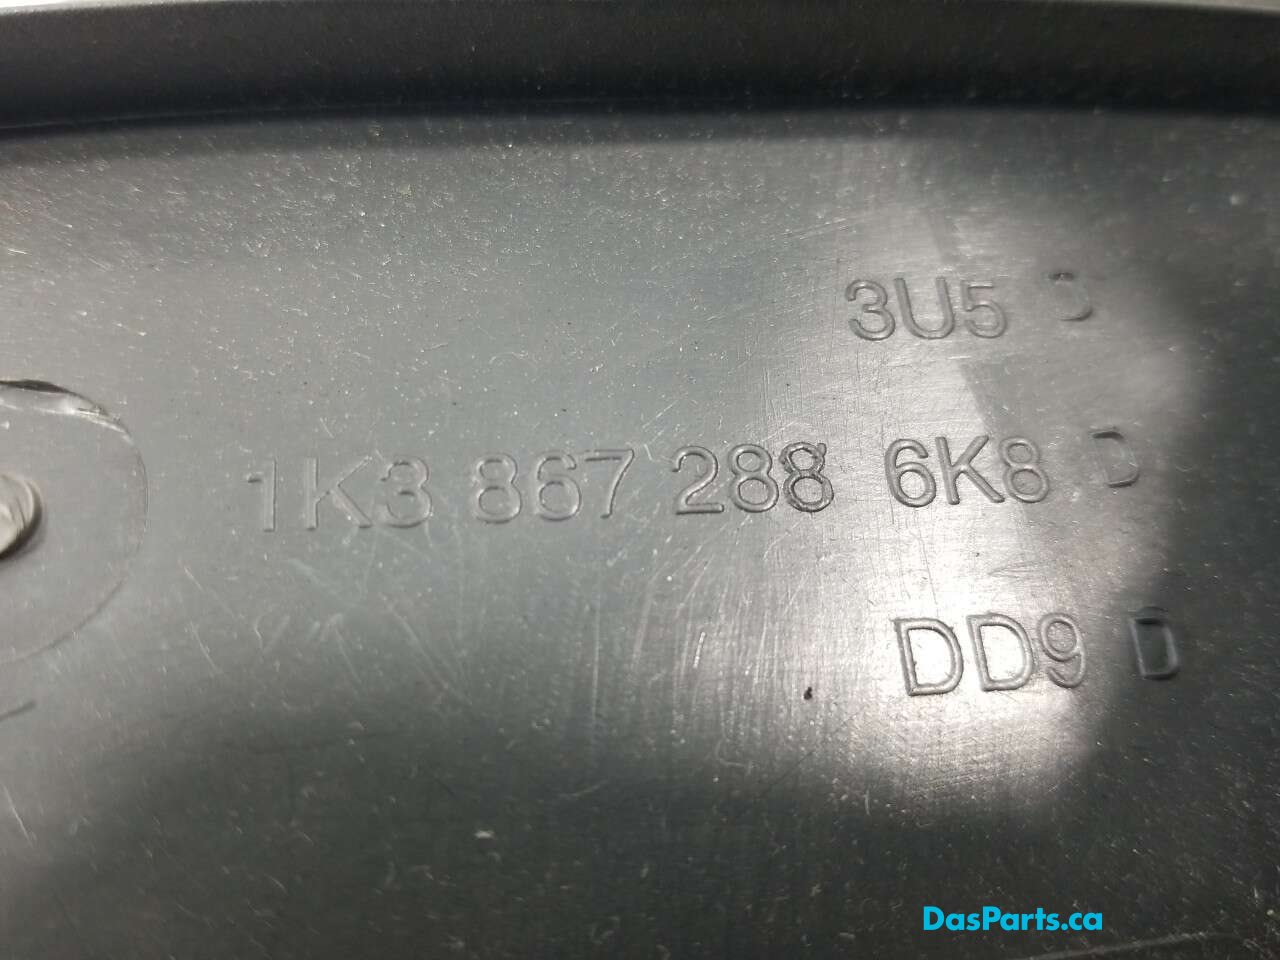 3U5 D
1K3 867 288 6K8 D
DD9 D
DasParts.ca